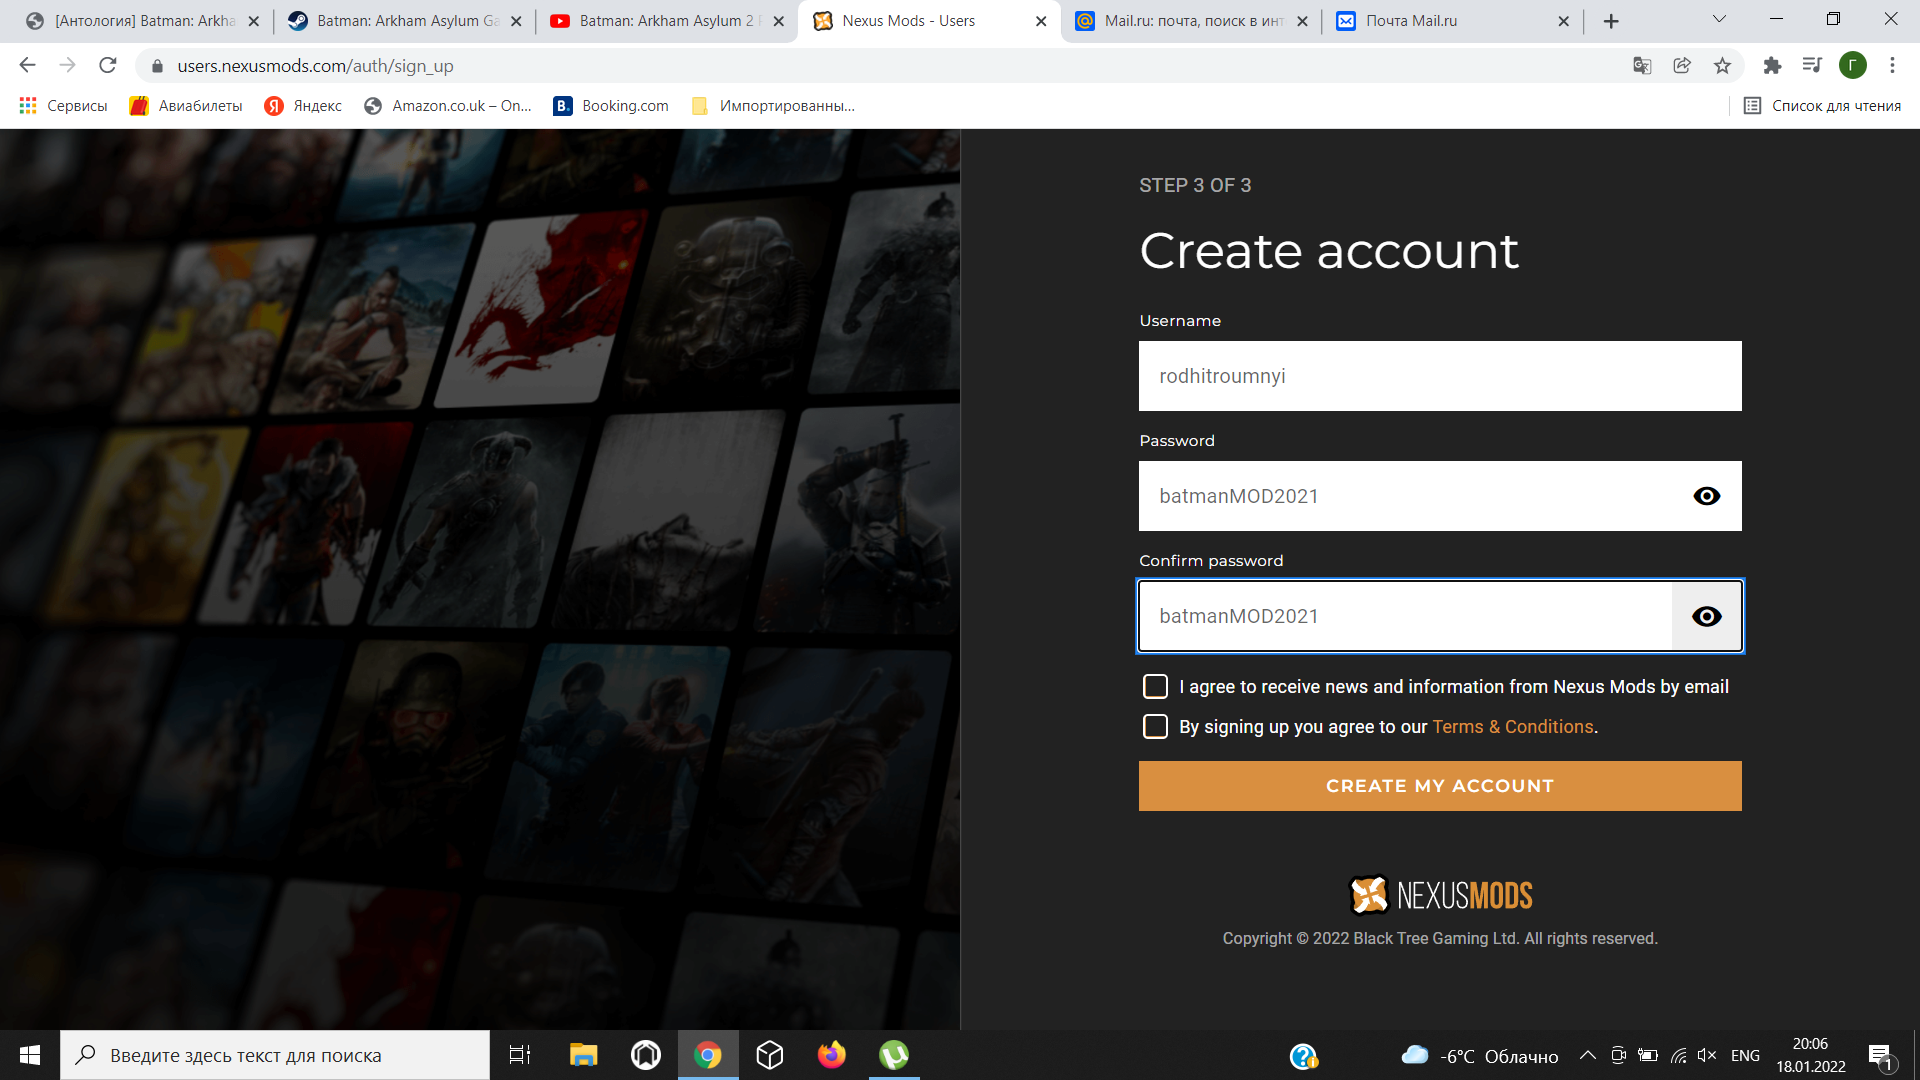 [Антология] Batman: Arkha
Batman: Arkham Asylum Ga
Batman: Arkham Asylum 2 P
Nexus Mods - Users
Mail.ru: почта, поиск в инт
Почта Mail.ru
users.nexusmods.com/auth/sign_up
Г
Сервисы
Авиабилеты
Яндекс
Amazon.co.uk – On...
Booking.com
Импортированны...
Список для чтения
STEP 3 OF 3
Create account
Username
rodhitroumnyi
Password
batmanMOD2021
Confirm password
batmanMOD2021
I agree to receive news and information from Nexus Mods by email
By signing up you agree to our Terms & Conditions.
CREATE MY ACCOUNT
NEXUSMODS
Copyright © 2022 Black Tree Gaming Ltd. All rights reserved.
Введите здесь текст для поиска
-6°C Облачно
ENG
20:06
18.01.2022
1